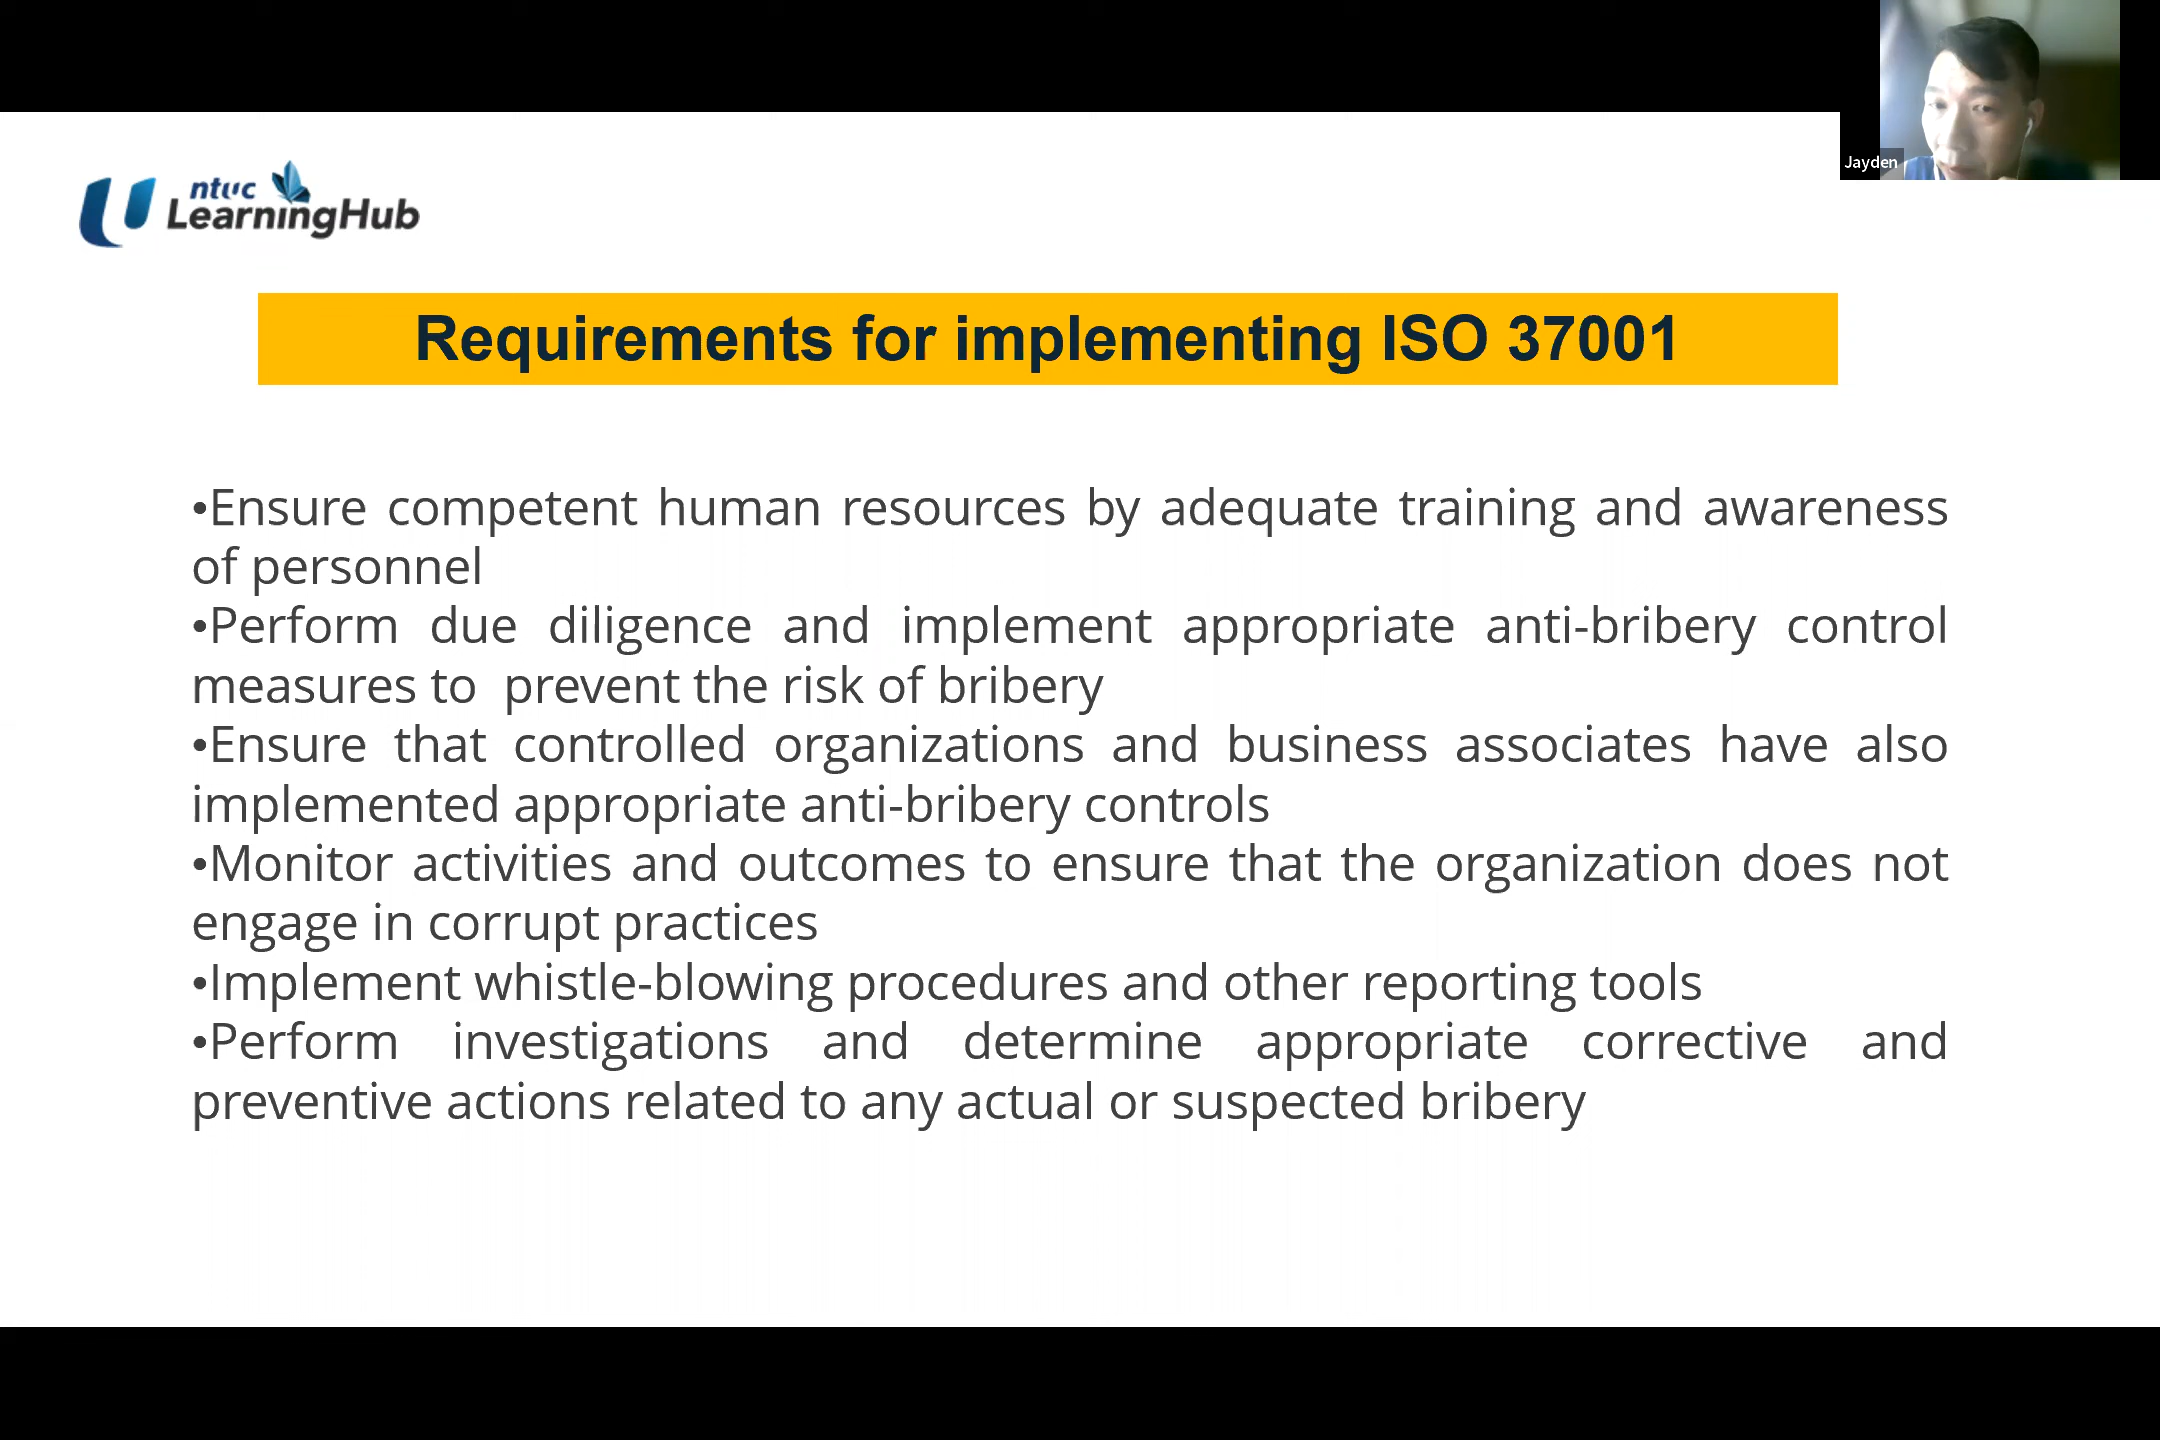 Jayden
ntuc
LearningHub
Requirements for implementing ISO 37001
•Ensure competent human resources by adequate training and awareness
of personnel
•Perform due diligence and implement appropriate anti-bribery control
measures to  prevent the risk of bribery
•Ensure that controlled organizations and business associates have also
implemented appropriate anti-bribery controls
•Monitor activities and outcomes to ensure that the organization does not
engage in corrupt practices
•Implement whistle-blowing procedures and other reporting tools
•Perform investigations and determine appropriate corrective and
preventive actions related to any actual or suspected bribery